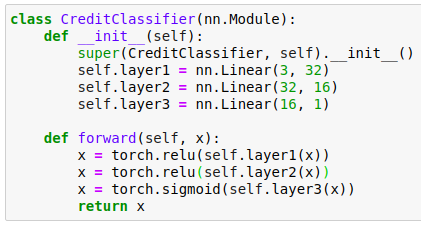 class CreditClassifier(nn.Module):
    def __init__(self):
        super(CreditClassifier, self).__init__()
        self.layer1 = nn.Linear(3, 32)
        self.layer2 = nn.Linear(32, 16)
        self.layer3 = nn.Linear(16, 1)

    def forward(self, x):
        x = torch.relu(self.layer1(x))
        x = torch.relu(self.layer2(x))
        x = torch.sigmoid(self.layer3(x))
        return x